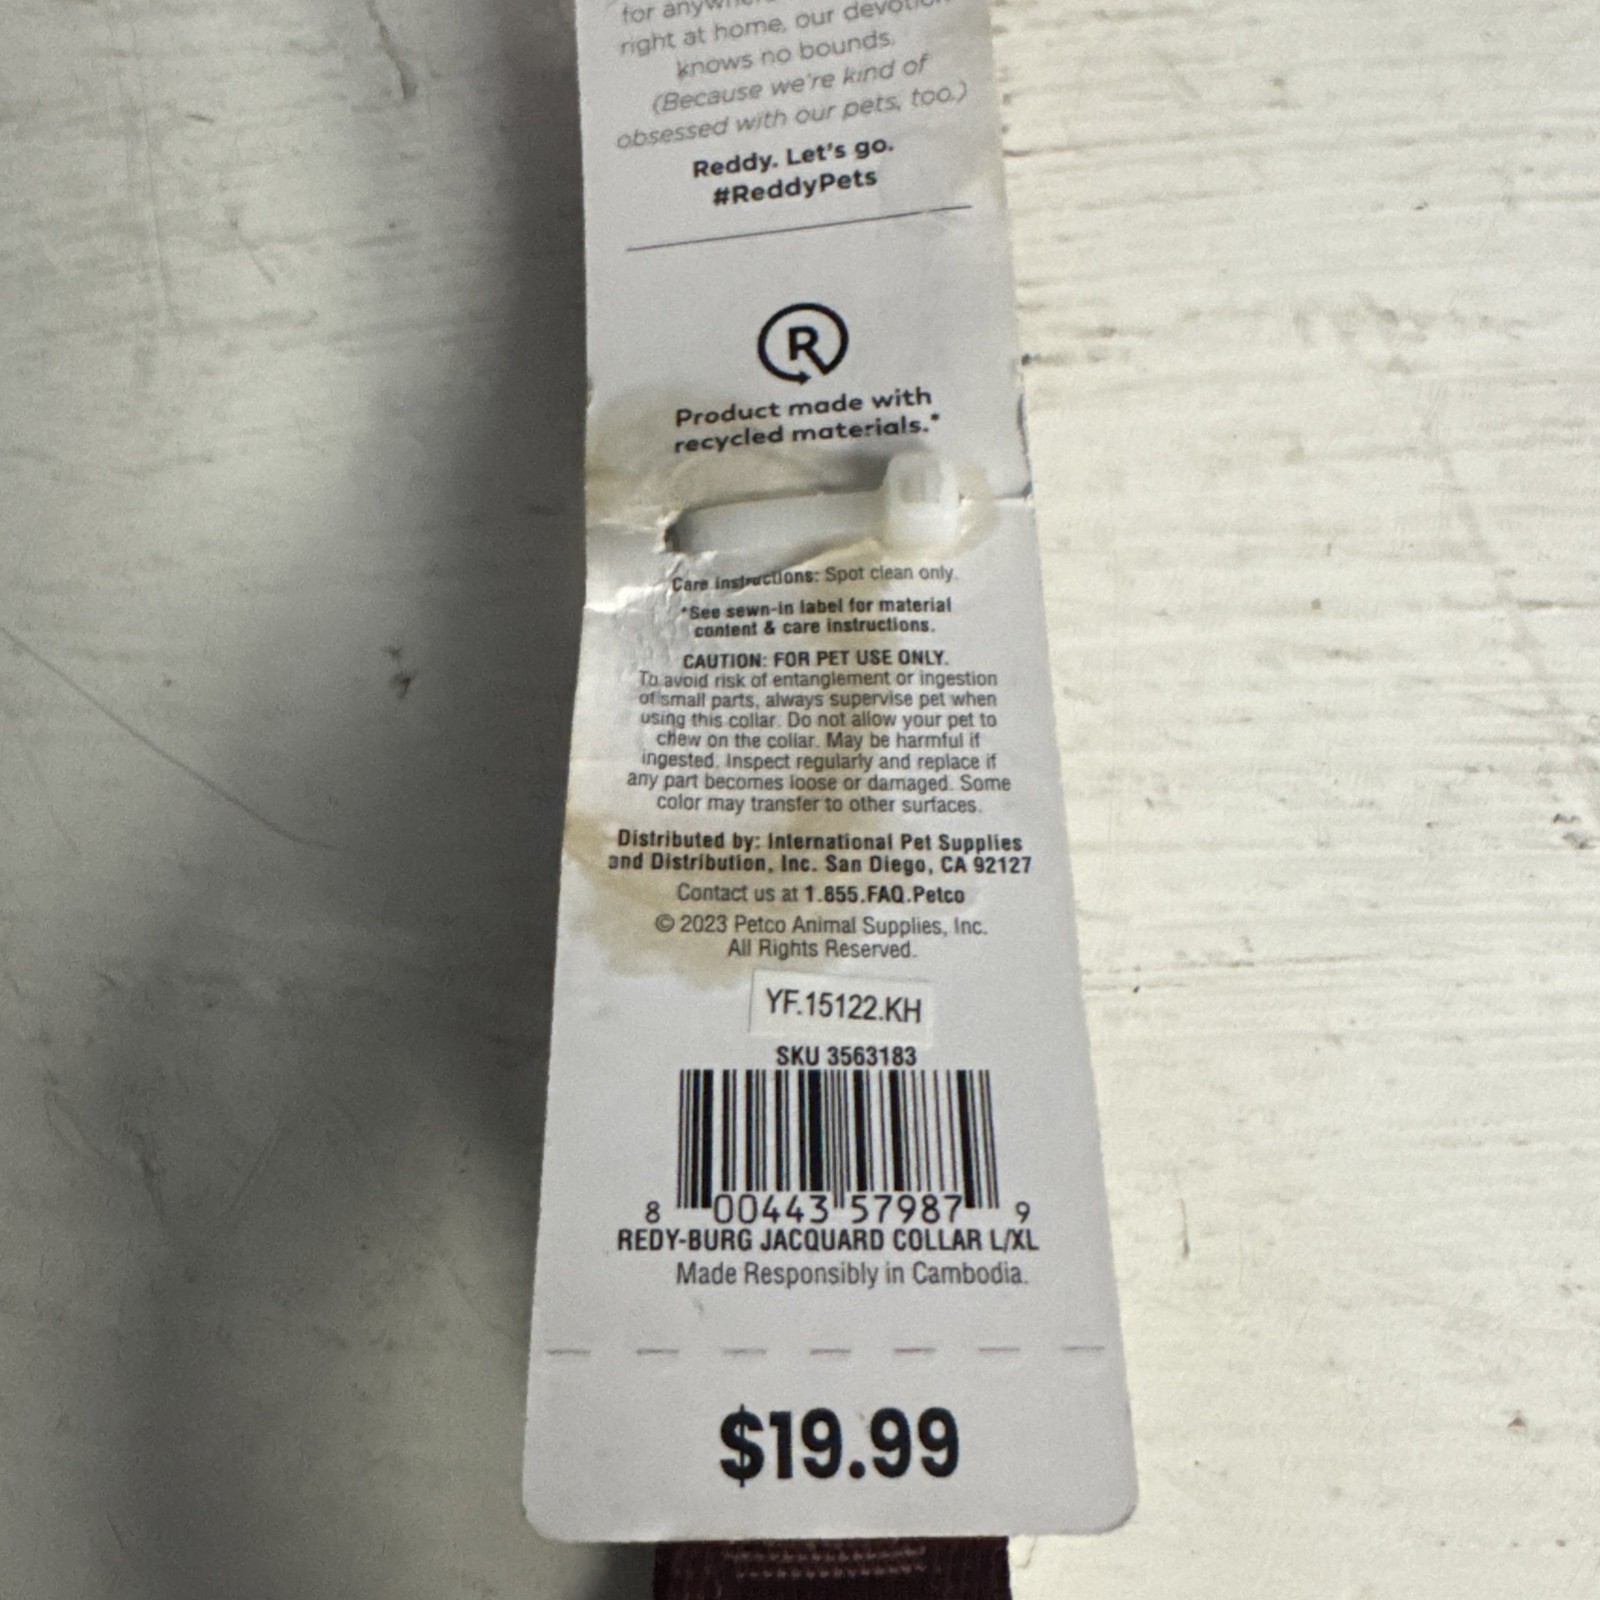 for anywhere
right at home, our devotion
knows no bounds.
(Because we're kind of
obsessed with our pets, too.)
Reddy. Let's go.
#ReddyPets
R
Product made with
recycled materials.*
Care instructions: Spot clean only.
*See sewn-in label for material
content & care instructions.
CAUTION: FOR PET USE ONLY.
To avoid risk of entanglement or ingestion
of small parts, always supervise pet when
using this collar. Do not allow your pet to
chew on the collar. May be harmful if
ingested. Inspect regularly and replace if
any part becomes loose or damaged. Some
color may transfer to other surfaces.
Distributed by: International Pet Supplies
and Distribution, Inc. San Diego, CA 92127
Contact us at 1.855.FAQ.Petco
© 2023 Petco Animal Supplies, Inc.
All Rights Reserved.
YF.15122.KH
SKU 3563183
8 00443 57987 9
REDY-BURG JACQUARD COLLAR L/XL
Made Responsibly in Cambodia.
$19.99